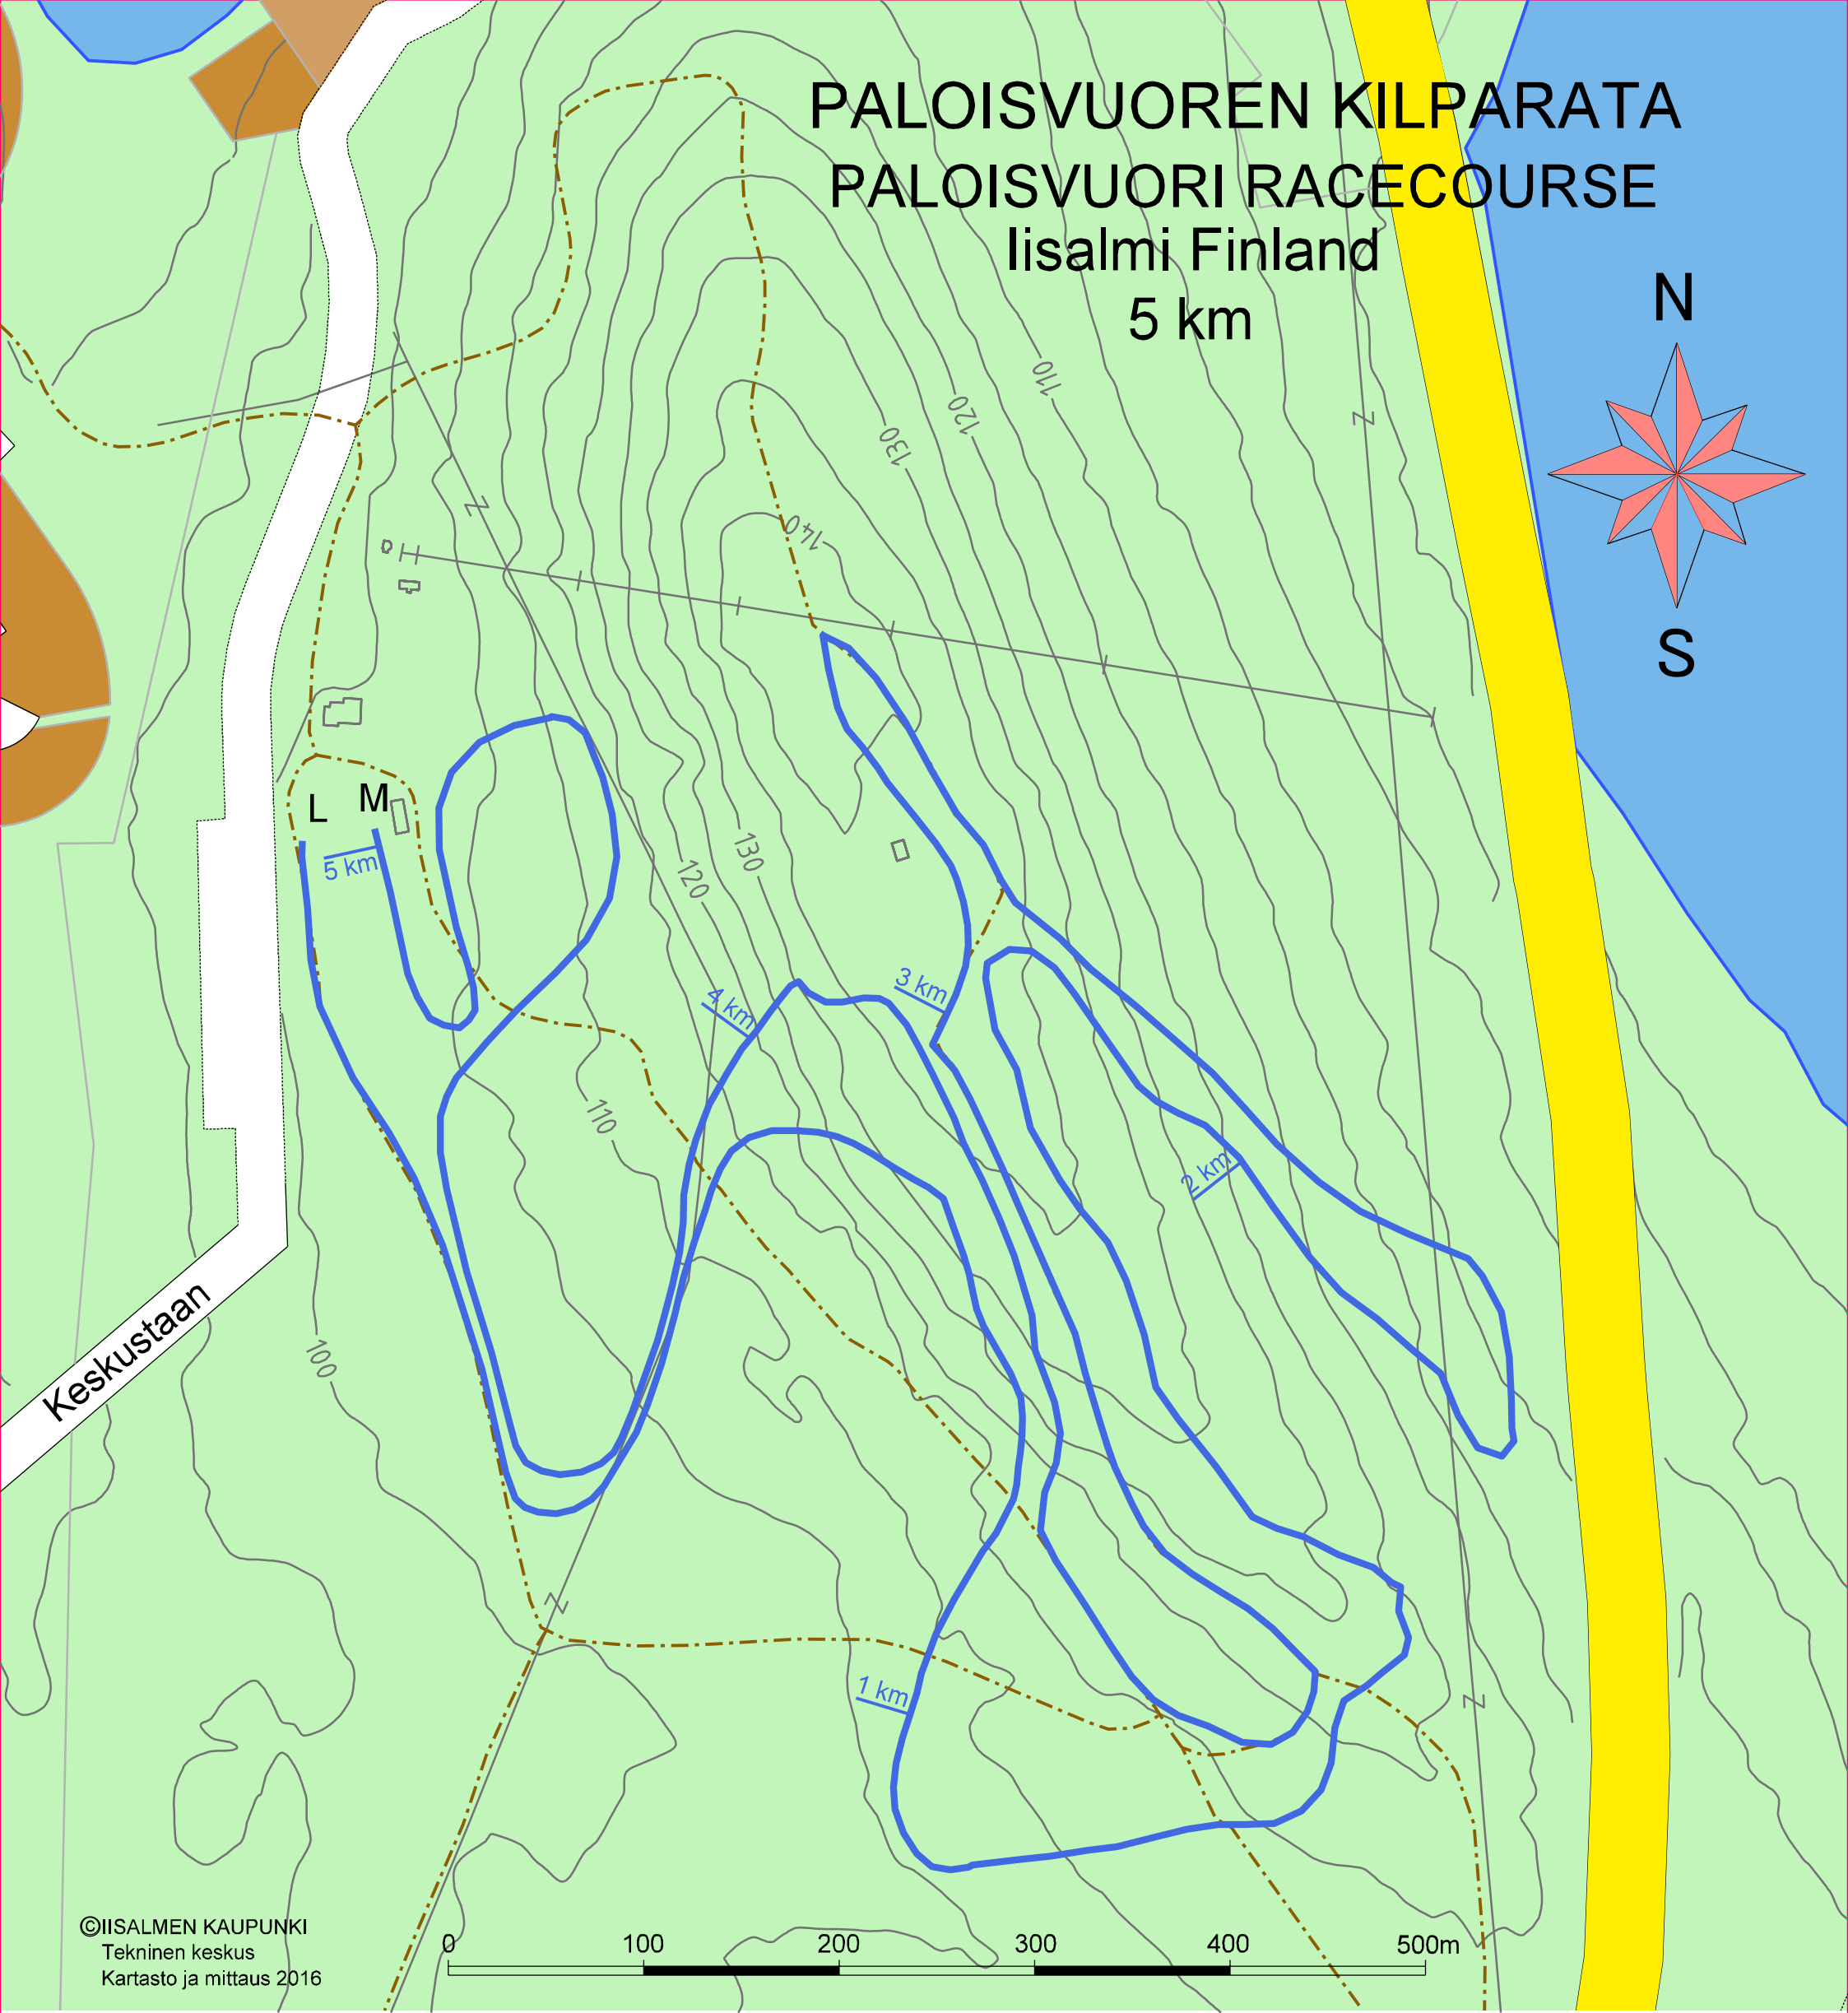 PALOISVUOREN KILPARATA
PALOISVUORI RACECOURSE
Iisalmi Finland
5 km
N
S
110
120
130
140
L
M
5 km
130
120
4 km
3 km
110
2 km
Keskustaan
100
1 km
©IISALMEN KAUPUNKI
Tekninen keskus
Kartasto ja mittaus 2016
0 100 200 300 400 500m